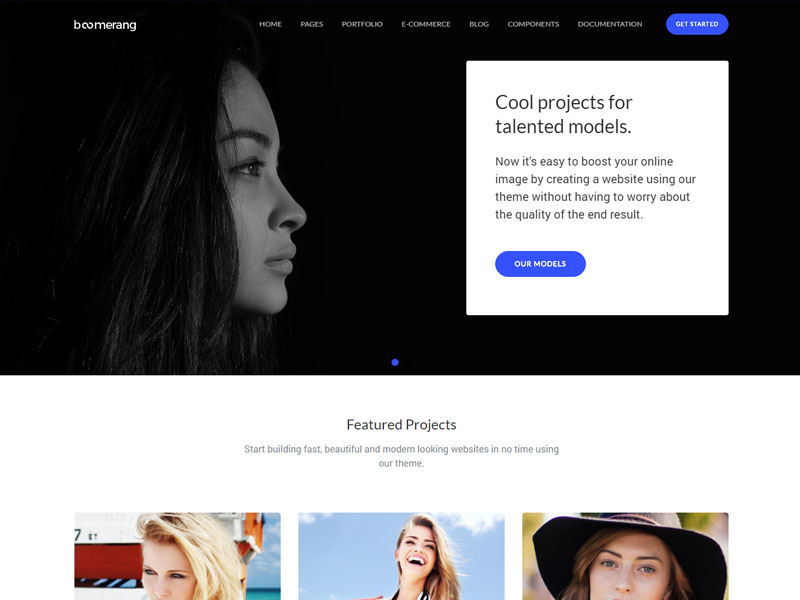 boomerang
HOME PAGES PORTFOLIO E-COMMERCE BLOG COMPONENTS DOCUMENTATION GET STARTED
Cool projects for
talented models.
Now it's easy to boost your online
image by creating a website using our
theme without having to worry about
the quality of the end result.
OUR MODELS
Featured Projects
Start building fast, beautiful and modern looking websites in no time using
our theme.
7 ET